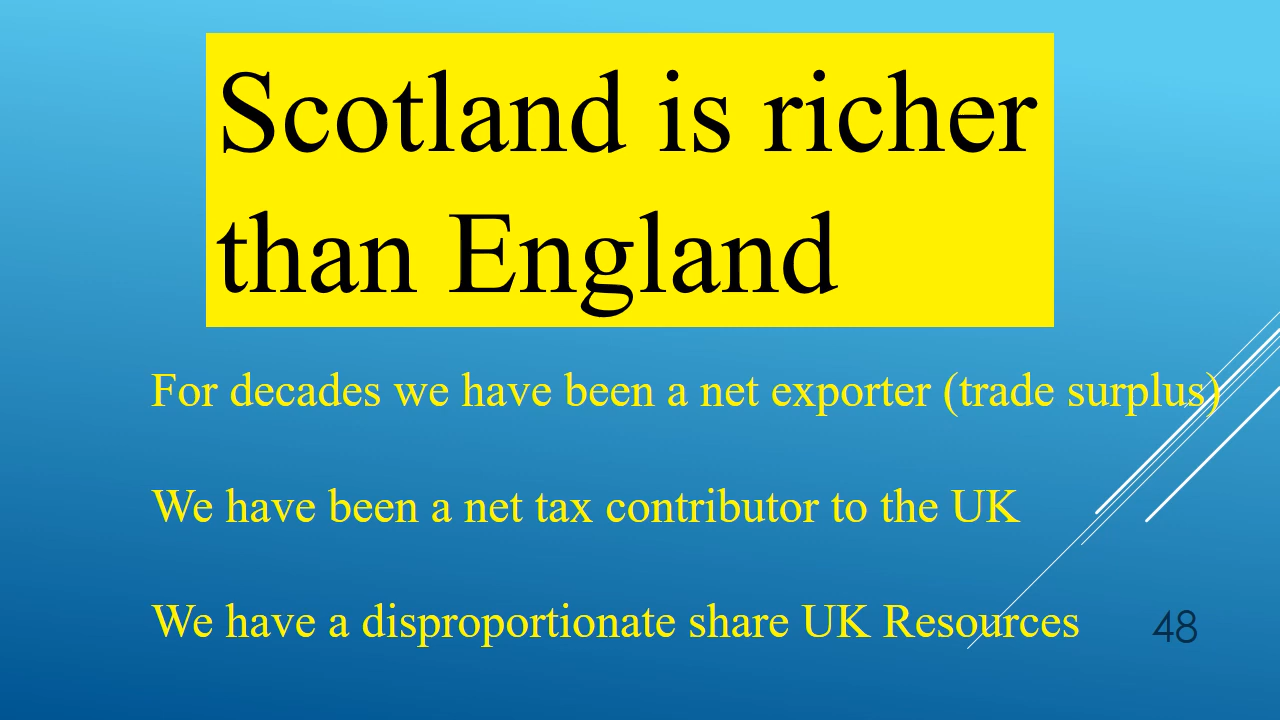 Scotland is richer
than England
For decades we have been a net exporter (trade surplus)
We have been a net tax contributor to the UK
We have a disproportionate share UK Resources
48